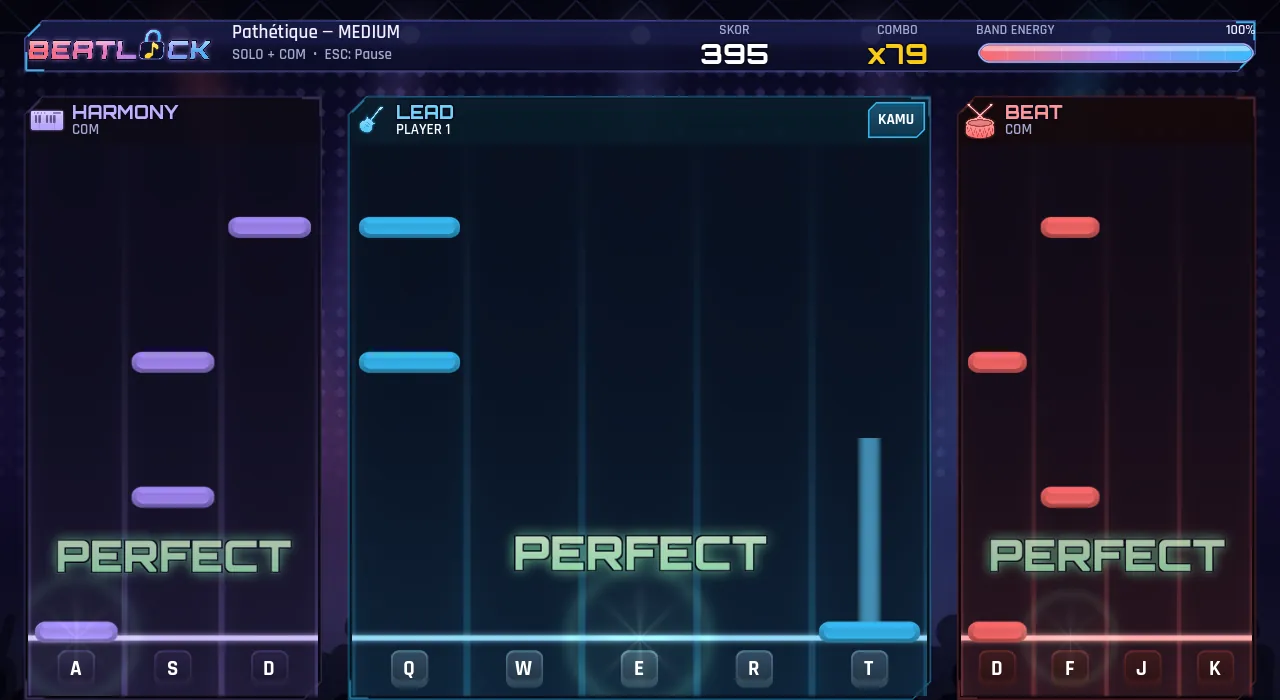 BEATLOCK
Pathétique — MEDIUM
SOLO + COM • ESC: Pause
SKOR
395
COMBO
x79
BAND ENERGY
100%
HARMONY
COM
LEAD
PLAYER 1
KAMU
BEAT
COM
PERFECT
PERFECT
PERFECT
A S D
Q W E R T
D F J K